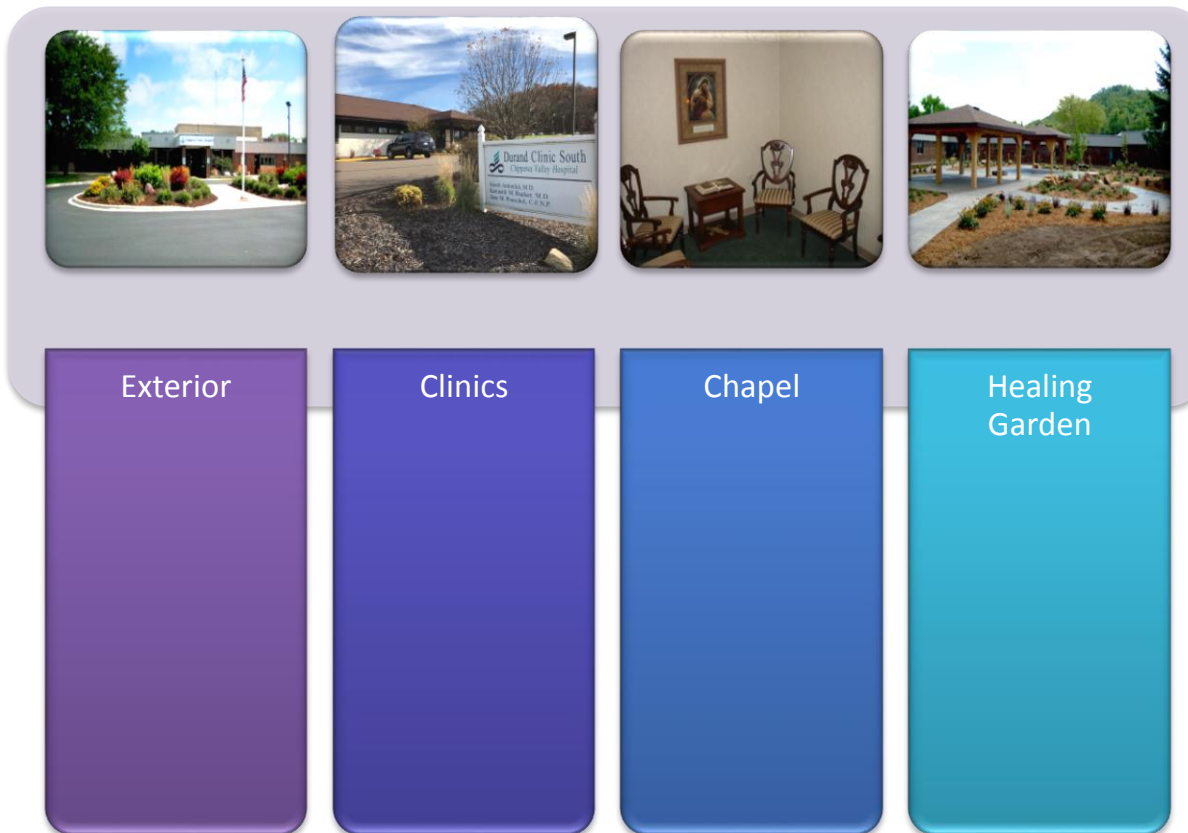 Durand Clinic South
Chippewa Valley Hospital
Exterior
Clinics
Chapel
Healing
Garden